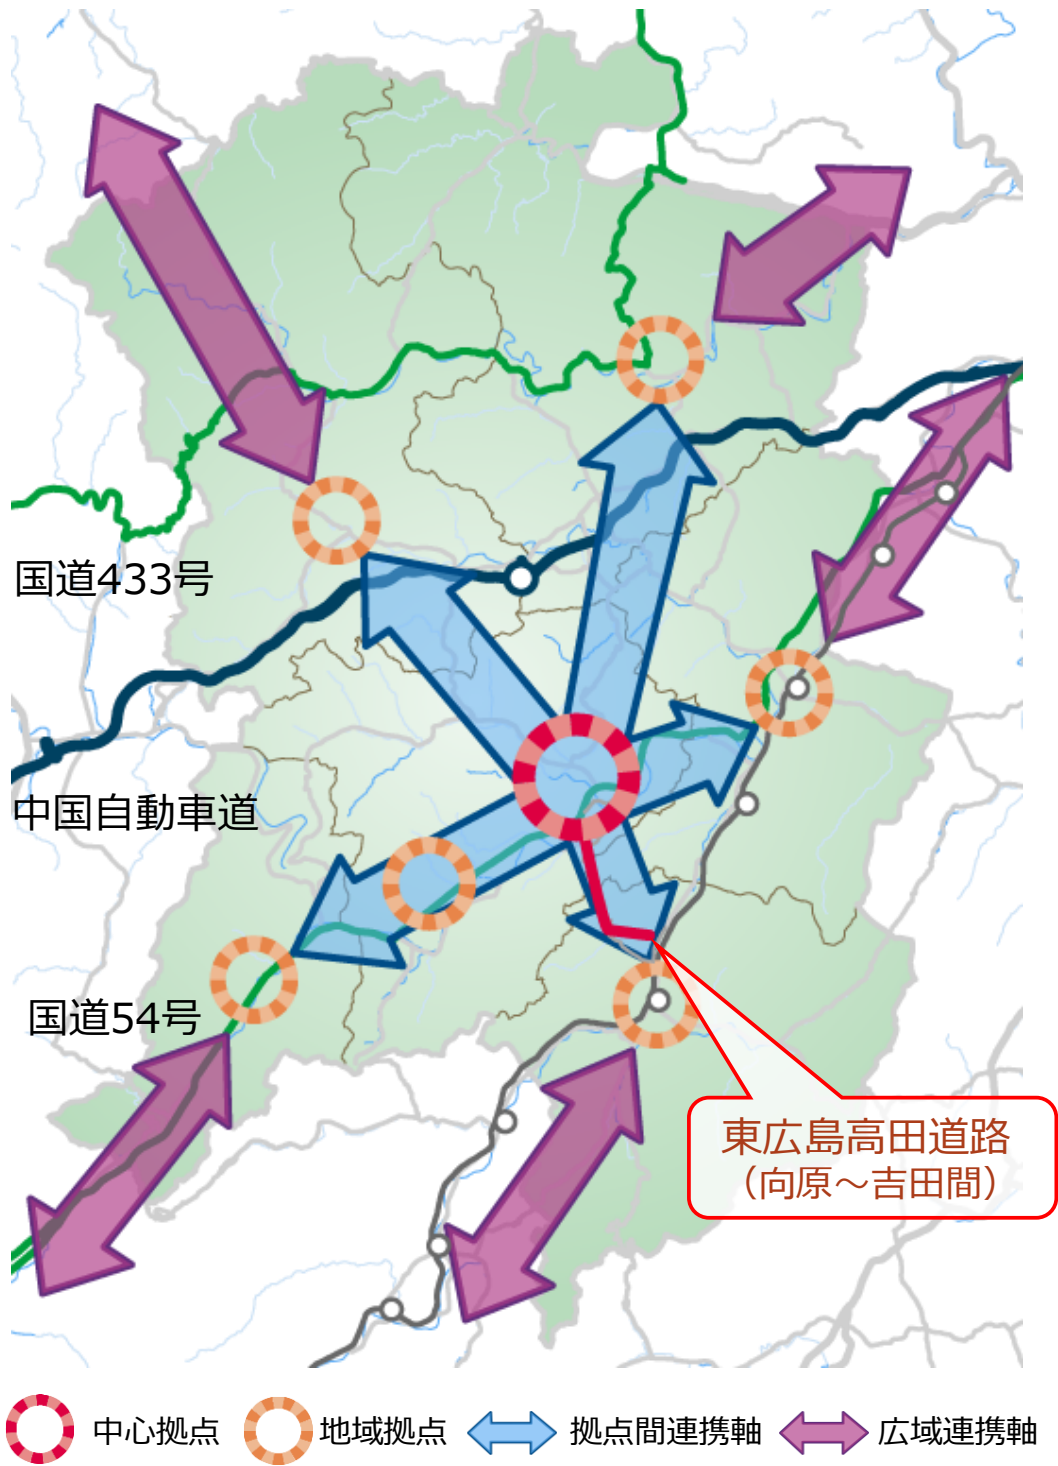 国道433号
中国自動車道
国道54号
東広島高田道路
（向原～吉田間）
中心拠点
地域拠点
拠点間連携軸
広域連携軸